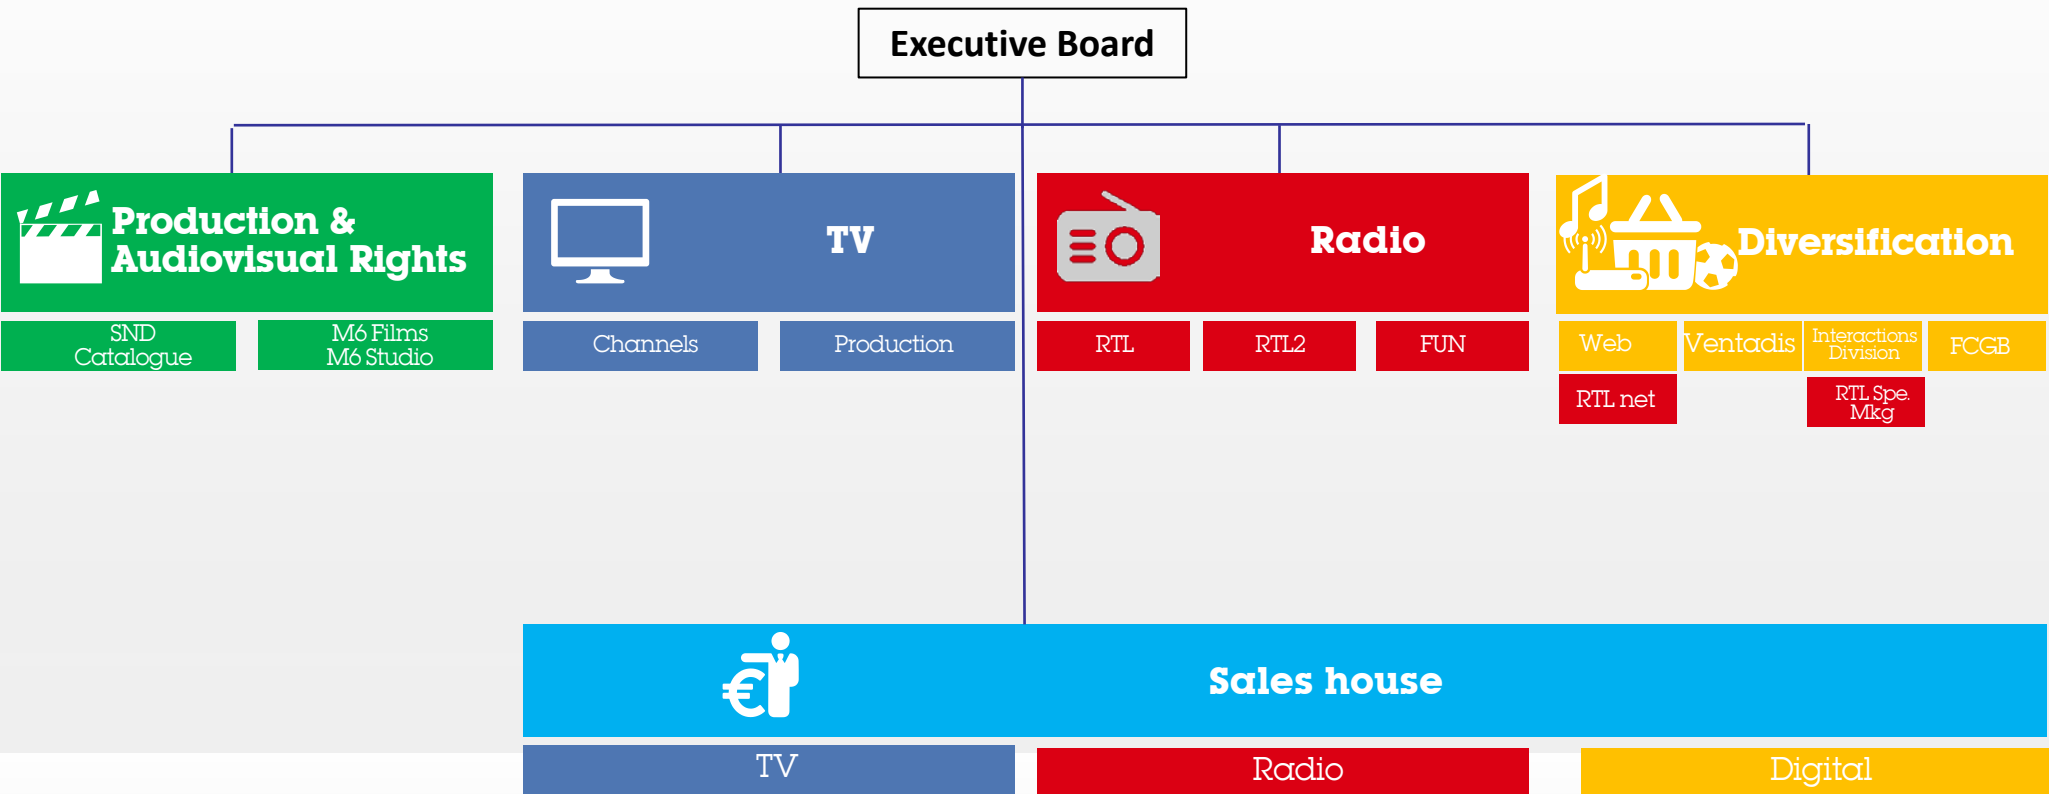 Executive Board
Production &
Audiovisual Rights
TV
Radio
Diversification
SND
Catalogue
M6 Films
M6 Studio
Channels
Production
RTL
RTL2
FUN
Web
Ventadis
Interactions
Division
FCGB
RTL net
RTL Spe.
Mkg
€
Sales house
TV
Radio
Digital